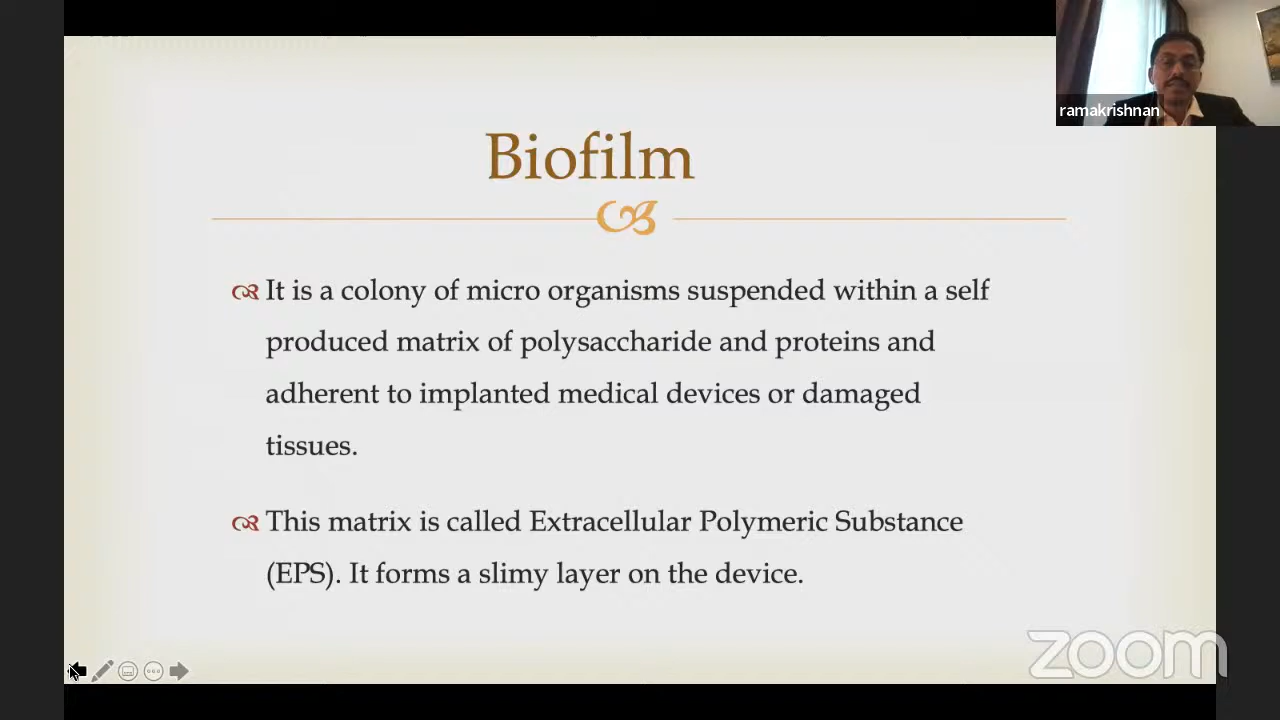 ramakrishnan
Biofilm
It is a colony of micro organisms suspended within a self
produced matrix of polysaccharide and proteins and
adherent to implanted medical devices or damaged
tissues.
This matrix is called Extracellular Polymeric Substance
(EPS). It forms a slimy layer on the device.
zoom